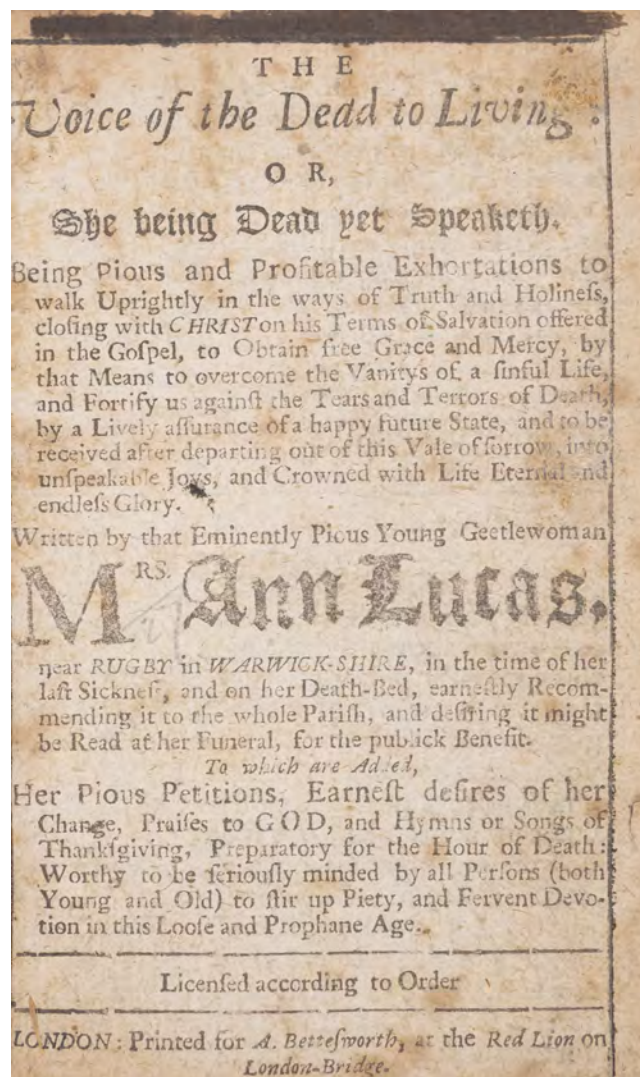 THE
Voice of the Dead to Living:
OR,
She being Dead yet Speaketh.
Being Pious and Profitable Exhortations to
walk Uprightly in the ways of Truth and Holineſs,
cloſing with CHRIST on his Terms of Salvation offered
in the Goſpel, to Obtain free Grace and Mercy, by
that Means to overcome the Vanitys of a ſinful Life,
and Fortify us againſt the Tears and Terrors of Death,
by a Lively aſſurance of a happy future State, and to be
received after departing out of this Vale of ſorrow, into
unſpeakable Joys, and Crowned with Life Eternal and
endleſs Glory.
Written by that Eminently Pious Young Geetlewoman
MRS. Ann Lucas.
near RUGBY in WARWICK-SHIRE, in the time of her
laſt Sickneſs, and on her Death-Bed, earneſtly Recom-
mending it to the whole Pariſh, and deſiring it might
be Read at her Funeral, for the publick Benefit.
To which are Added,
Her Pious Petitions, Earneſt deſires of her
Change, Praiſes to GOD, and Hymns or Songs of
Thankſgiving, Preparatory for the Hour of Death:
Worthy to be ſeriouſly minded by all Perſons (both
Young and Old) to ſtir up Piety, and Fervent Devo-
tion in this Looſe and Prophane Age.
Licenſed according to Order
LONDON: Printed for A. Betteſworth, at the Red Lion on
London-Bridge.